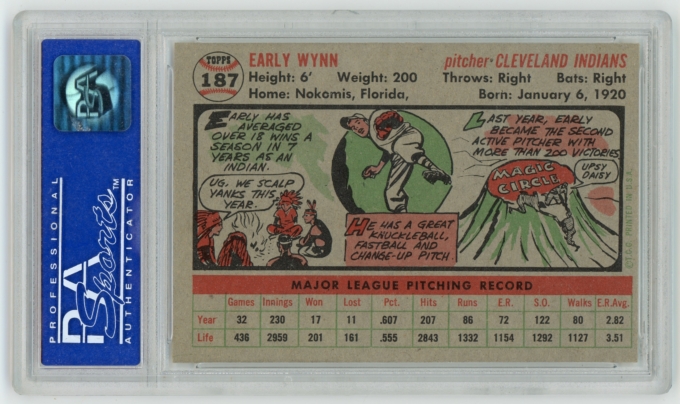 PSA
PROFESSIONAL
PSA Sports™
AUTHENTICATOR
TOPPS
187
EARLY WYNN
pitcher-CLEVELAND INDIANS
Height: 6' Weight: 200
Throws: Right Bats: Right
Home: Nokomis, Florida,
Born: January 6, 1920
EARLY HAS
AVERAGED
OVER 18 WINS A
SEASON IN 7
YEARS AS AN
INDIAN.
UG. WE SCALP
YANKS THIS
YEAR.
HE HAS A GREAT
KNUCKLEBALL,
FASTBALL AND
CHANGE-UP PITCH.
LAST YEAR, EARLY
BECAME THE SECOND
ACTIVE PITCHER WITH
MORE THAN 200 VICTORIES.
MAGIC
CIRCLE
UPSY
DAISY
T.C.G. PRINTED IN U.S.A.
MAJOR LEAGUE PITCHING RECORD
Games Innings Won Lost Pct. Hits Runs E.R. S.O. Walks E.R.Avg.
Year 32 230 17 11 .607 207 86 72 122 80 2.82
Life 436 2959 201 161 .555 2843 1332 1154 1292 1127 3.51